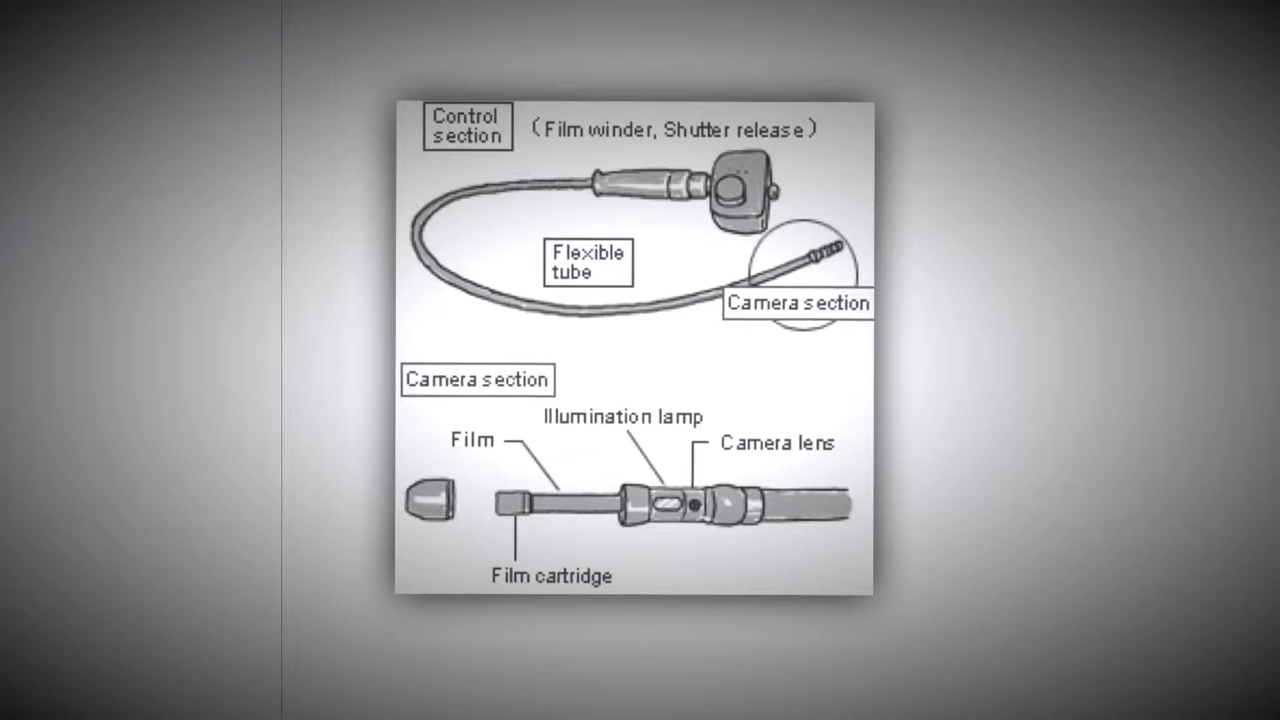 Control
section
(Film winder, Shutter release)
Flexible
tube
Camera section
Camera section
Illumination lamp
Film
Camera lens
Film cartridge